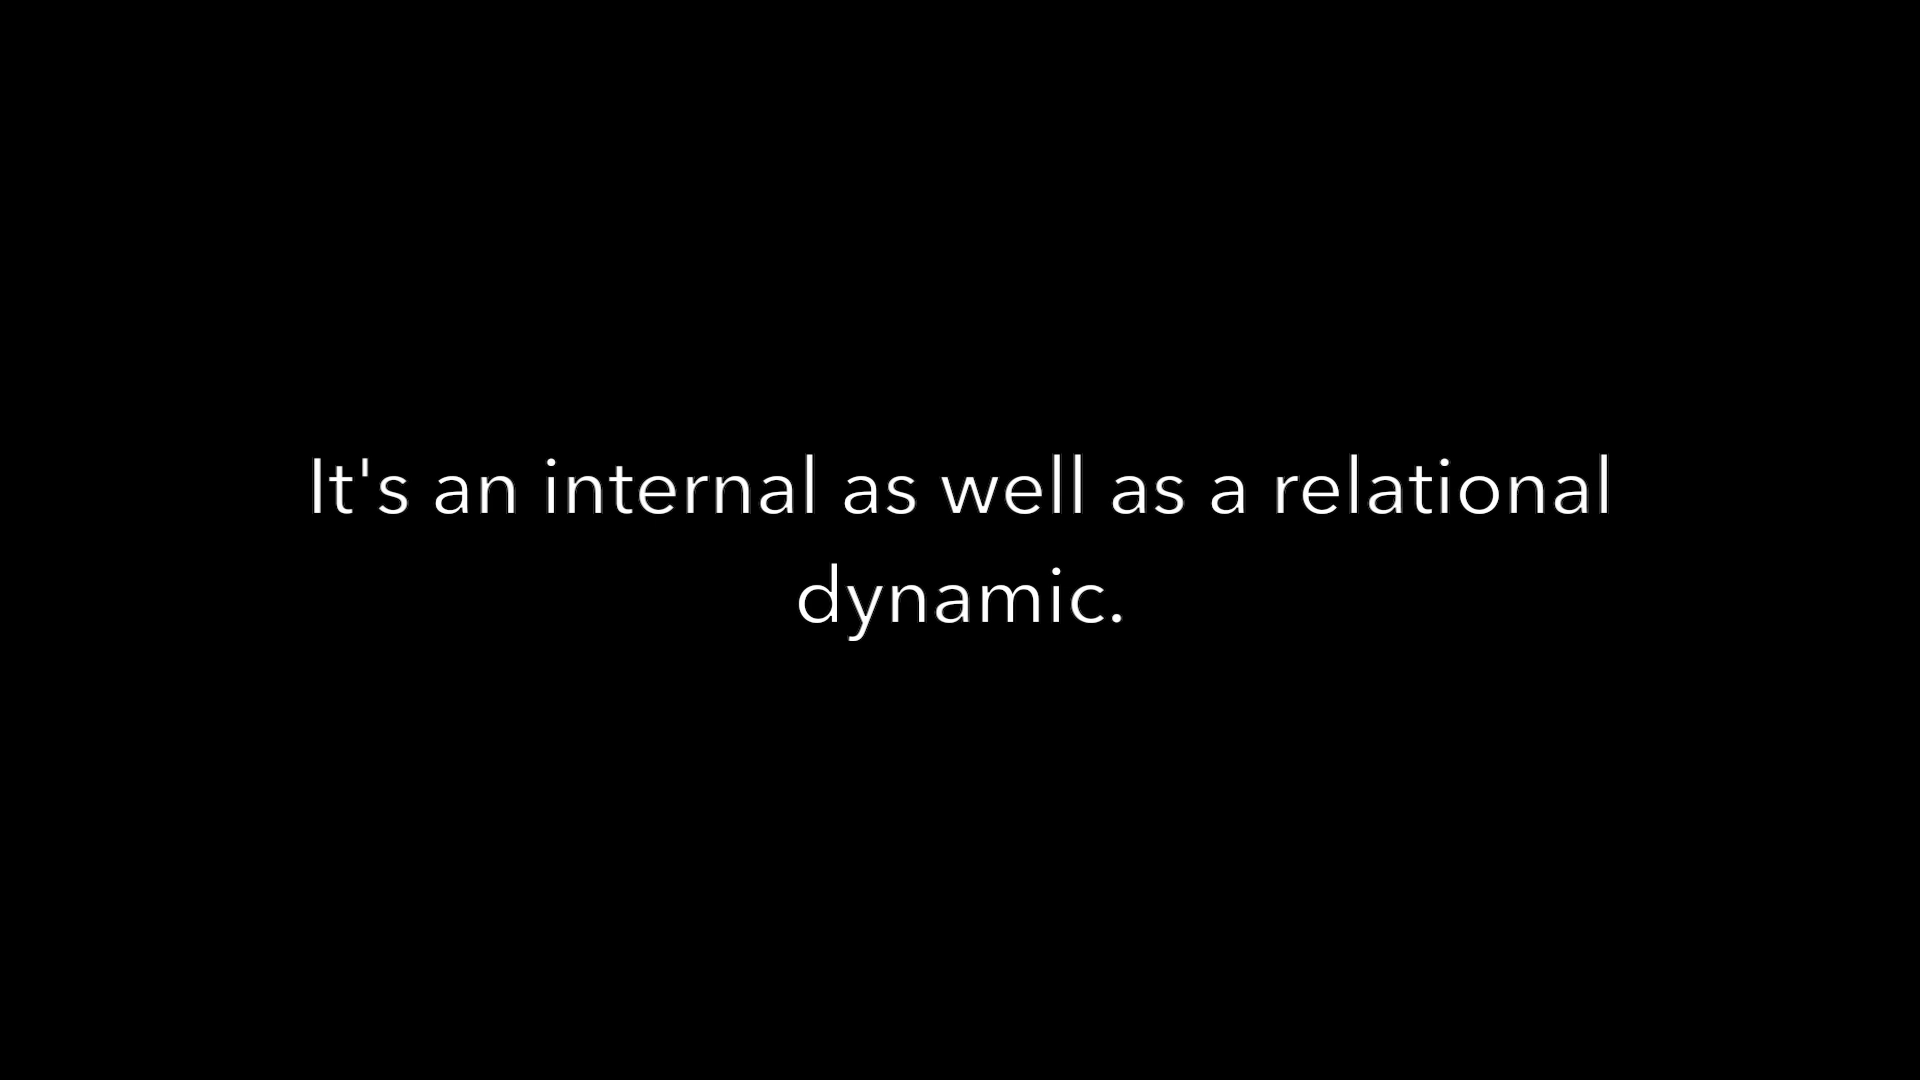 It's an internal as well as a relational
dynamic.